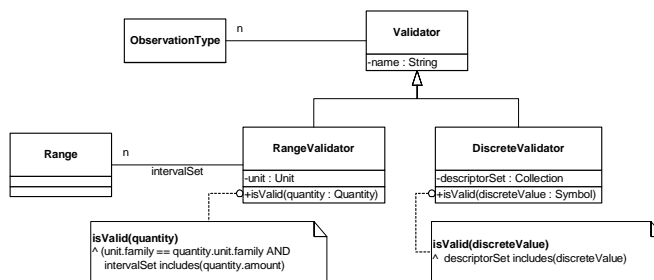 ObservationType
n
Validator
-name : String
Range
n
intervalSet
RangeValidator
-unit : Unit
+isValid(quantity : Quantity)
DiscreteValidator
-descriptorSet : Collection
+isValid(discreteValue : Symbol)
isValid(quantity)
^ (unit.family == quantity.unit.family AND
intervalSet includes(quantity.amount)
isValid(discreteValue)
^ descriptorSet includes(discreteValue)